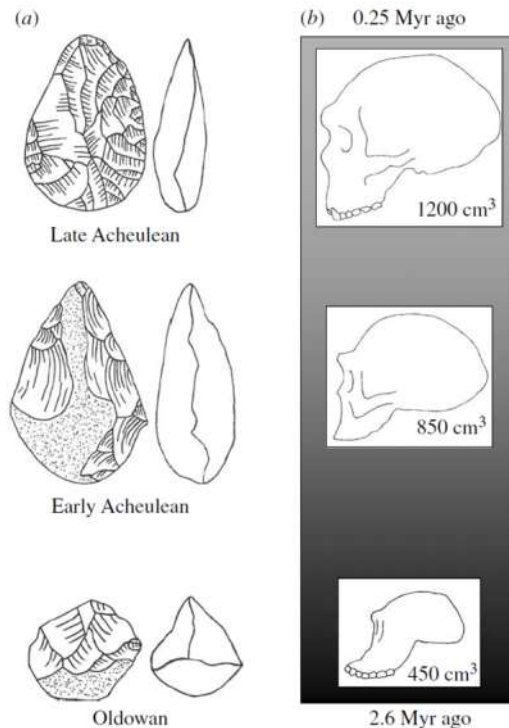 (a)
(b)
0.25 Myr ago
1200 cm³
Late Acheulean
850 cm³
Early Acheulean
450 cm³
Oldowan
2.6 Myr ago